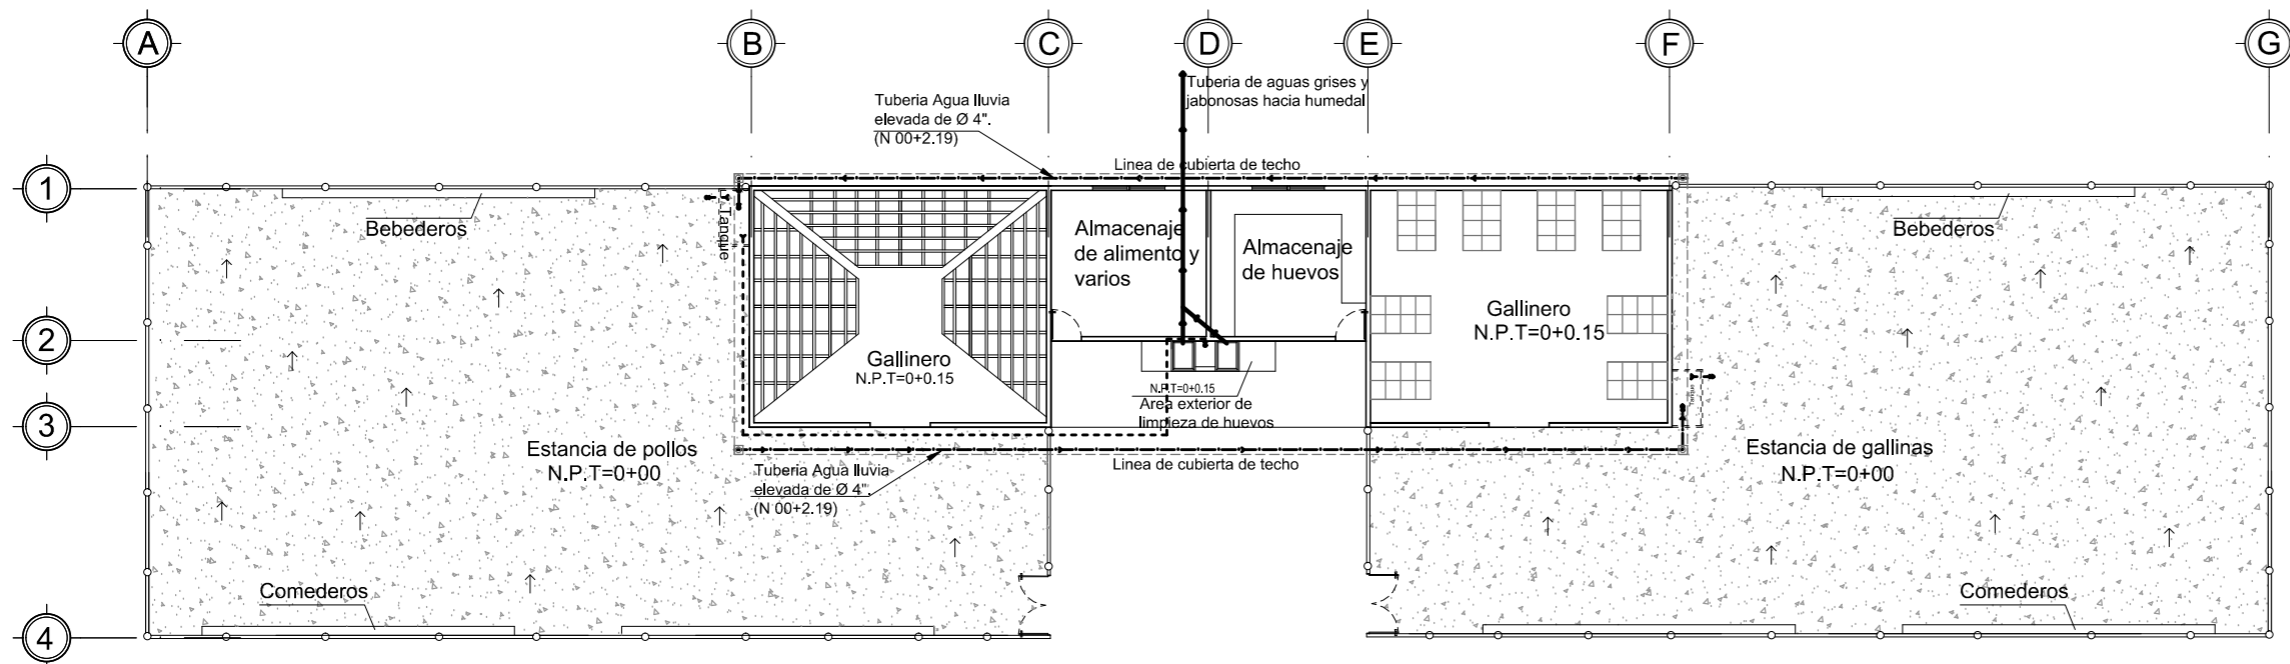 A
B
C
D
E
F
G
Tuberia de aguas grises y
jabonosas hacia humedal
Tuberia Agua lluvia
elevada de Ø 4".
(N 00+2.19)
Linea de cubierta de techo
1
Bebederos
Tanque
Almacenaje
de alimento y
varios
Almacenaje
de huevos
Bebederos
2
Gallinero
N.P.T=0+0.15
Gallinero
N.P.T=0+0.15
N.P.T=0+0.15
Area exterior de
limpieza de huevos
Tanque
3
Estancia de pollos
N.P.T=0+00
Tuberia Agua lluvia
elevada de Ø 4".
(N 00+2.19)
Linea de cubierta de techo
Estancia de gallinas
N.P.T=0+00
Comederos
Comederos
4